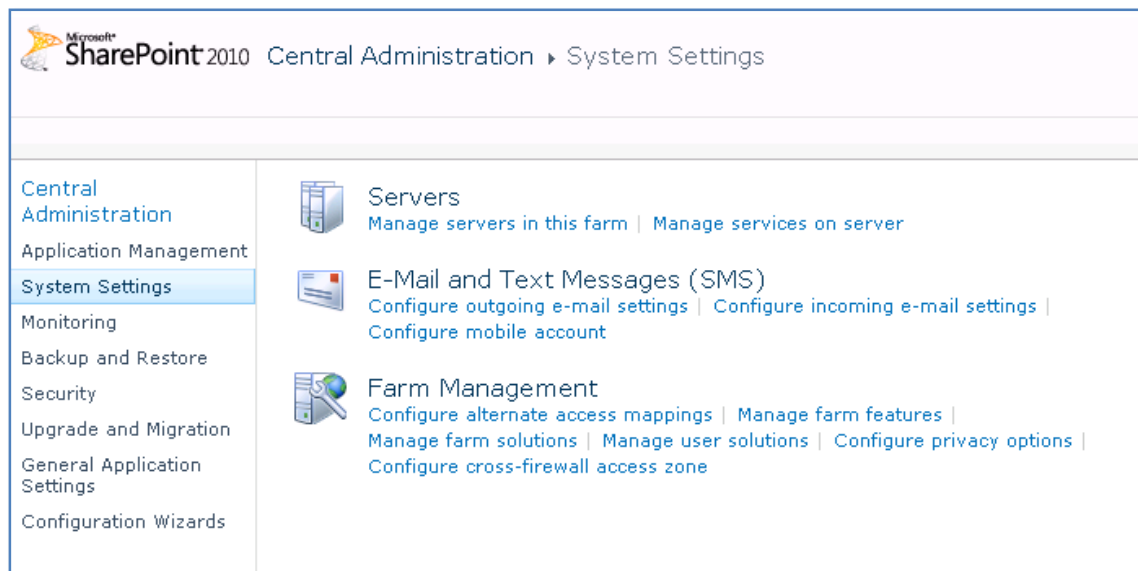 Microsoft®
SharePoint 2010 Central Administration ▸ System Settings
Central
Administration
Application Management
System Settings
Monitoring
Backup and Restore
Security
Upgrade and Migration
General Application
Settings
Configuration Wizards
Servers
Manage servers in this farm | Manage services on server
E-Mail and Text Messages (SMS)
Configure outgoing e-mail settings | Configure incoming e-mail settings |
Configure mobile account
Farm Management
Configure alternate access mappings | Manage farm features |
Manage farm solutions | Manage user solutions | Configure privacy options |
Configure cross-firewall access zone